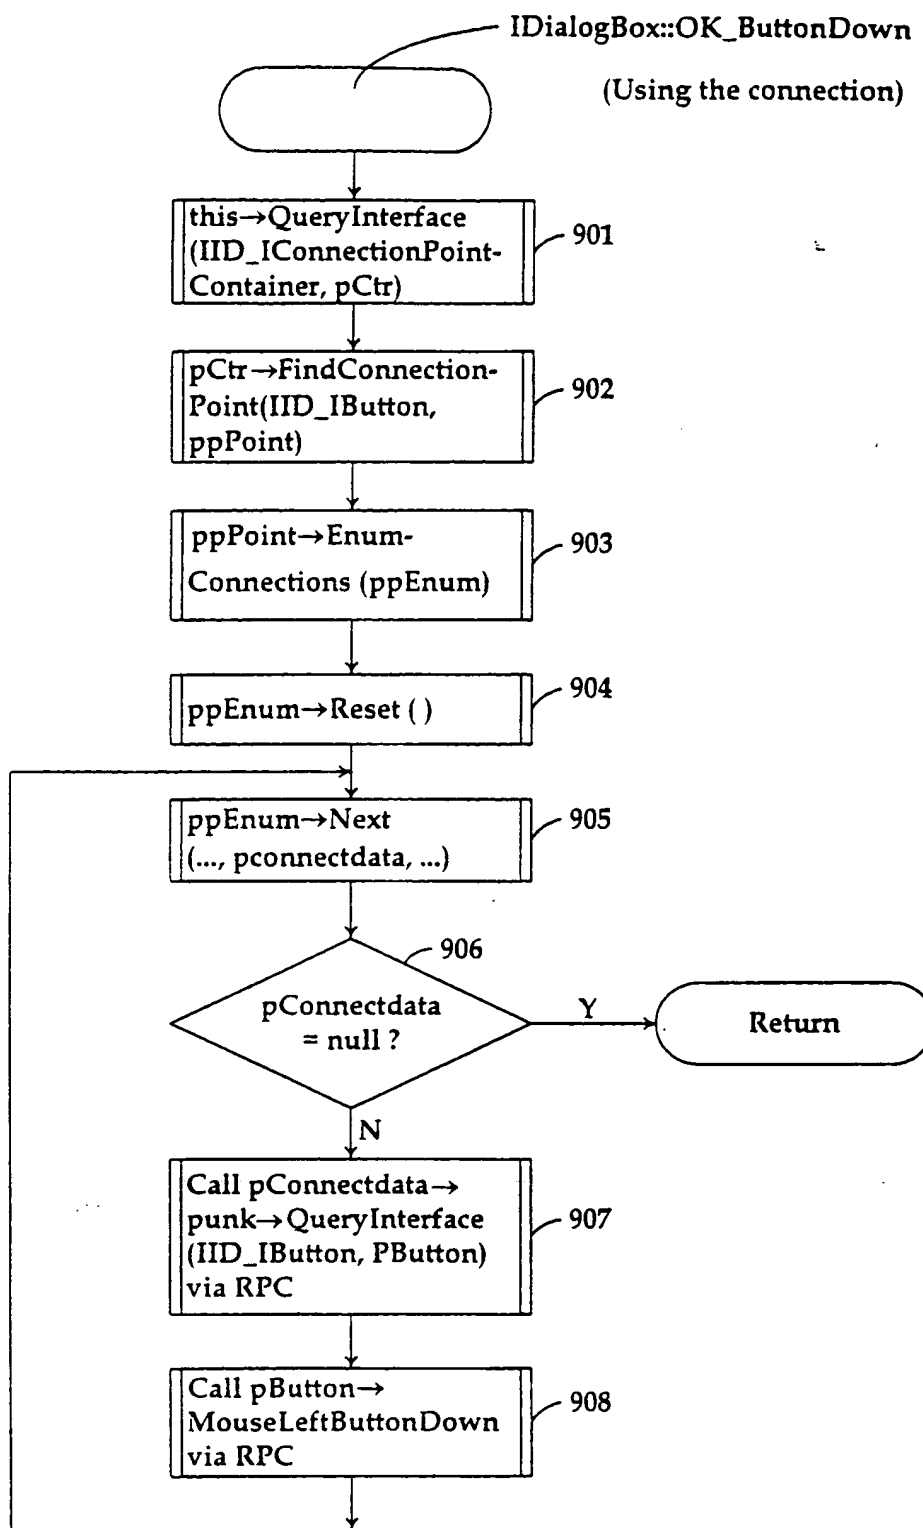 IDialogBox::OK_ButtonDown
(Using the connection)
this→QueryInterface
(IID_IConnectionPoint-
Container, pCtr)
901
pCtr→FindConnection-
Point(IID_IButton,
ppPoint)
902
ppPoint→Enum-
Connections (ppEnum)
903
ppEnum→Reset ( )
904
ppEnum→Next
(..., pconnectdata, ...)
905
906
pConnectdata
= null ?
Y
Return
N
Call pConnectdata→
punk→QueryInterface
(IID_IButton, PButton)
via RPC
907
Call pButton→
MouseLeftButtonDown
via RPC
908